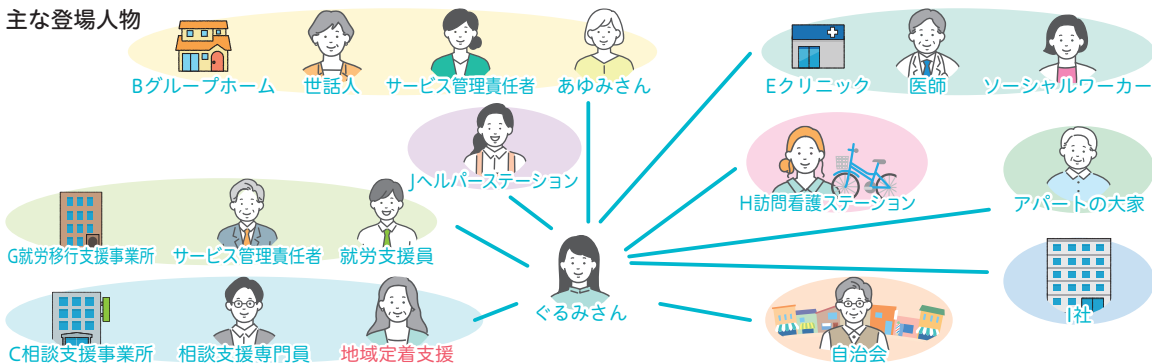 主な登場人物
Bグループホーム
世話人
サービス管理責任者
あゆみさん
Eクリニック
医師
ソーシャルワーカー
Jヘルパーステーション
H訪問看護ステーション
アパートの大家
G就労移行支援事業所
サービス管理責任者
就労支援員
ぐるみさん
I社
C相談支援事業所
相談支援専門員
地域定着支援
自治会